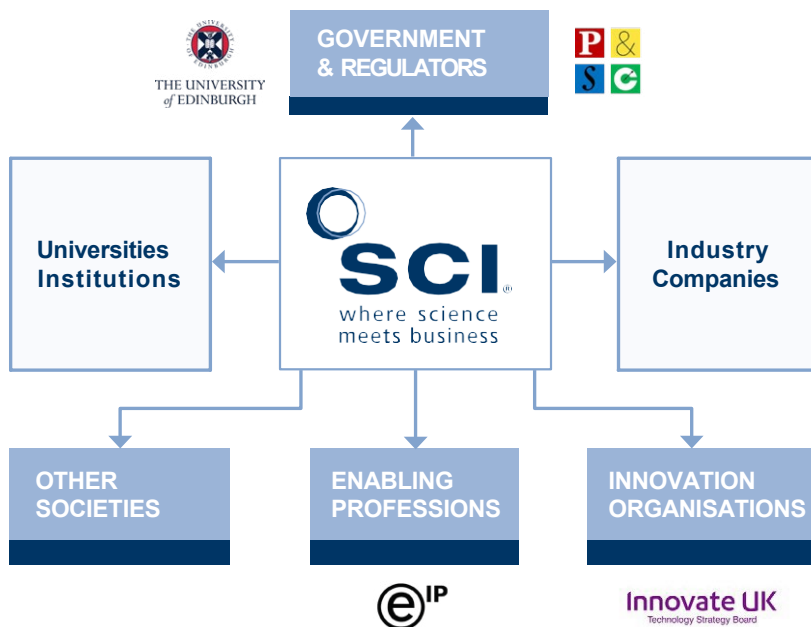 THE UNIVERSITY
of EDINBURGH
GOVERNMENT
& REGULATORS
P &
S C
Universities
Institutions
SCI®
where science
meets business
Industry
Companies
OTHER
SOCIETIES
ENABLING
PROFESSIONS
INNOVATION
ORGANISATIONS
e IP
Innovate UK
Technology Strategy Board